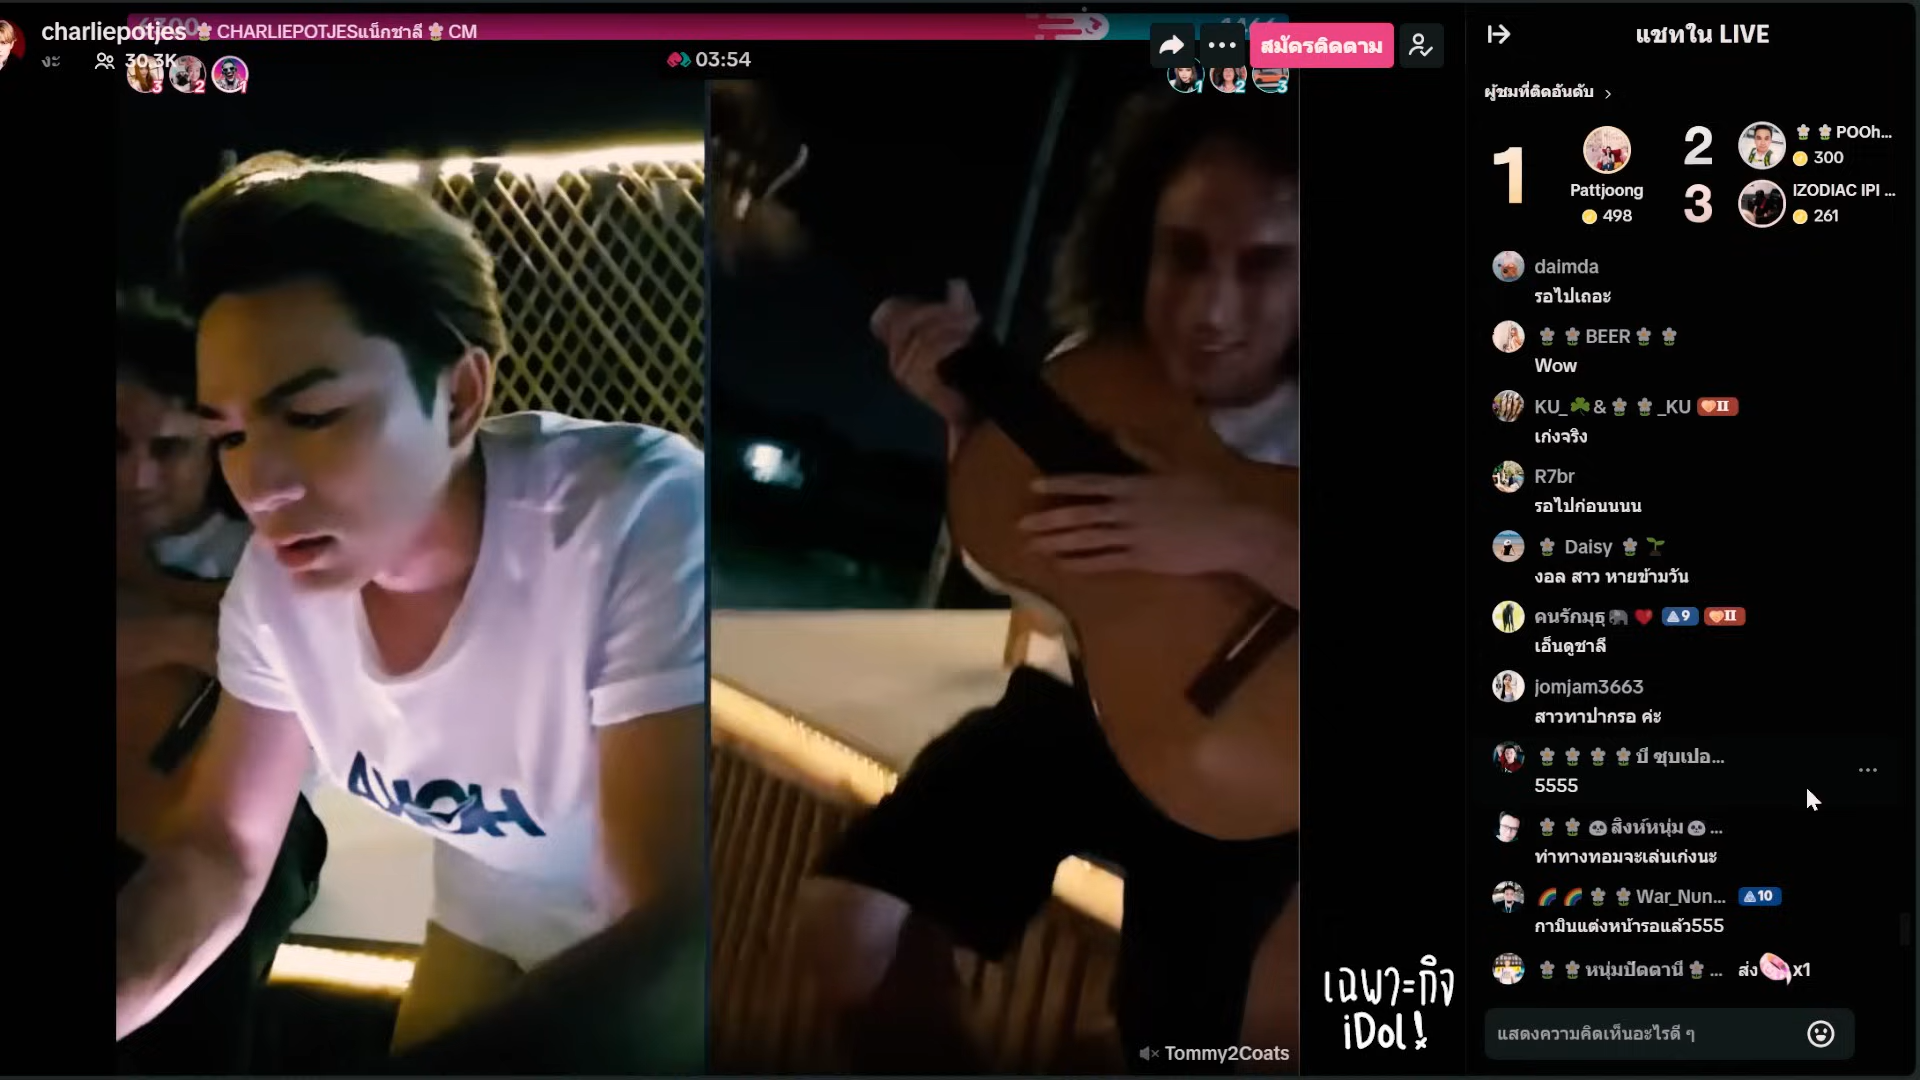 charliepotjes
CHARLIEPOTJESแน็กชาลี CM
งะ
30.3K
3
2
1
03:54
สมัครติดตาม
1
2
3
แชทใน LIVE
ผู้ชมที่ติดอันดับ
1
Pattjoong
498
2
POOh...
300
3
IZODIAC IPI ...
261
daimda
รอไปเถอะ
BEER
Wow
KU_☘️&_KU II
เก่งจริง
R7br
รอไปก่อนนนน
Daisy
งอล สาว หายข้ามวัน
คนรักมุธุ 9 II
เอ็นดูชาลี
jomjam3663
สาวทาปากรอ ค่ะ
บี ซุบเปอ...
5555
สิงห์หนุ่ม ...
ท่าทางทอมจะเล่นเก่งนะ
War_Nun... 10
กามินแต่งหน้ารอแล้ว555
หนุ่มปัตตานี ... ส่ง x1
แสดงความคิดเห็นอะไรดี ๆ
เฉพาะกิจ
iDol!
Tommy2Coats